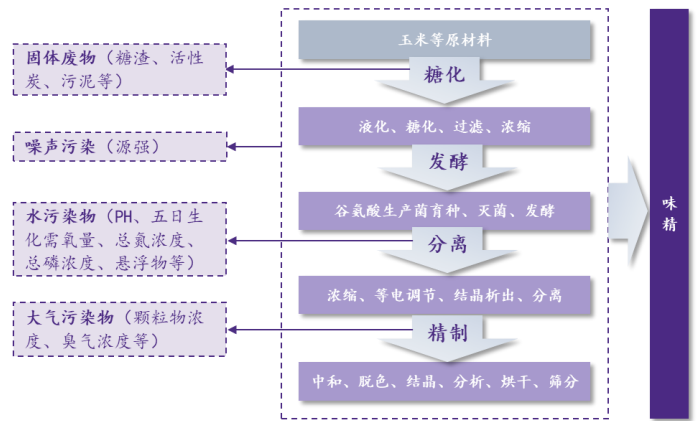 玉米等原材料
固体废物（糖渣、活性
炭、污泥等）
糖化
液化、糖化、过滤、浓缩
噪声污染（源强）
发酵
谷氨酸生产菌育种、灭菌、发酵
水污染物（PH、五日生
化需氧量、总氮浓度、
总磷浓度、悬浮物等）
分离
浓缩、等电调节、结晶析出、分离
大气污染物（颗粒物浓
度、臭气浓度等）
精制
中和、脱色、结晶、分析、烘干、筛分
味
精